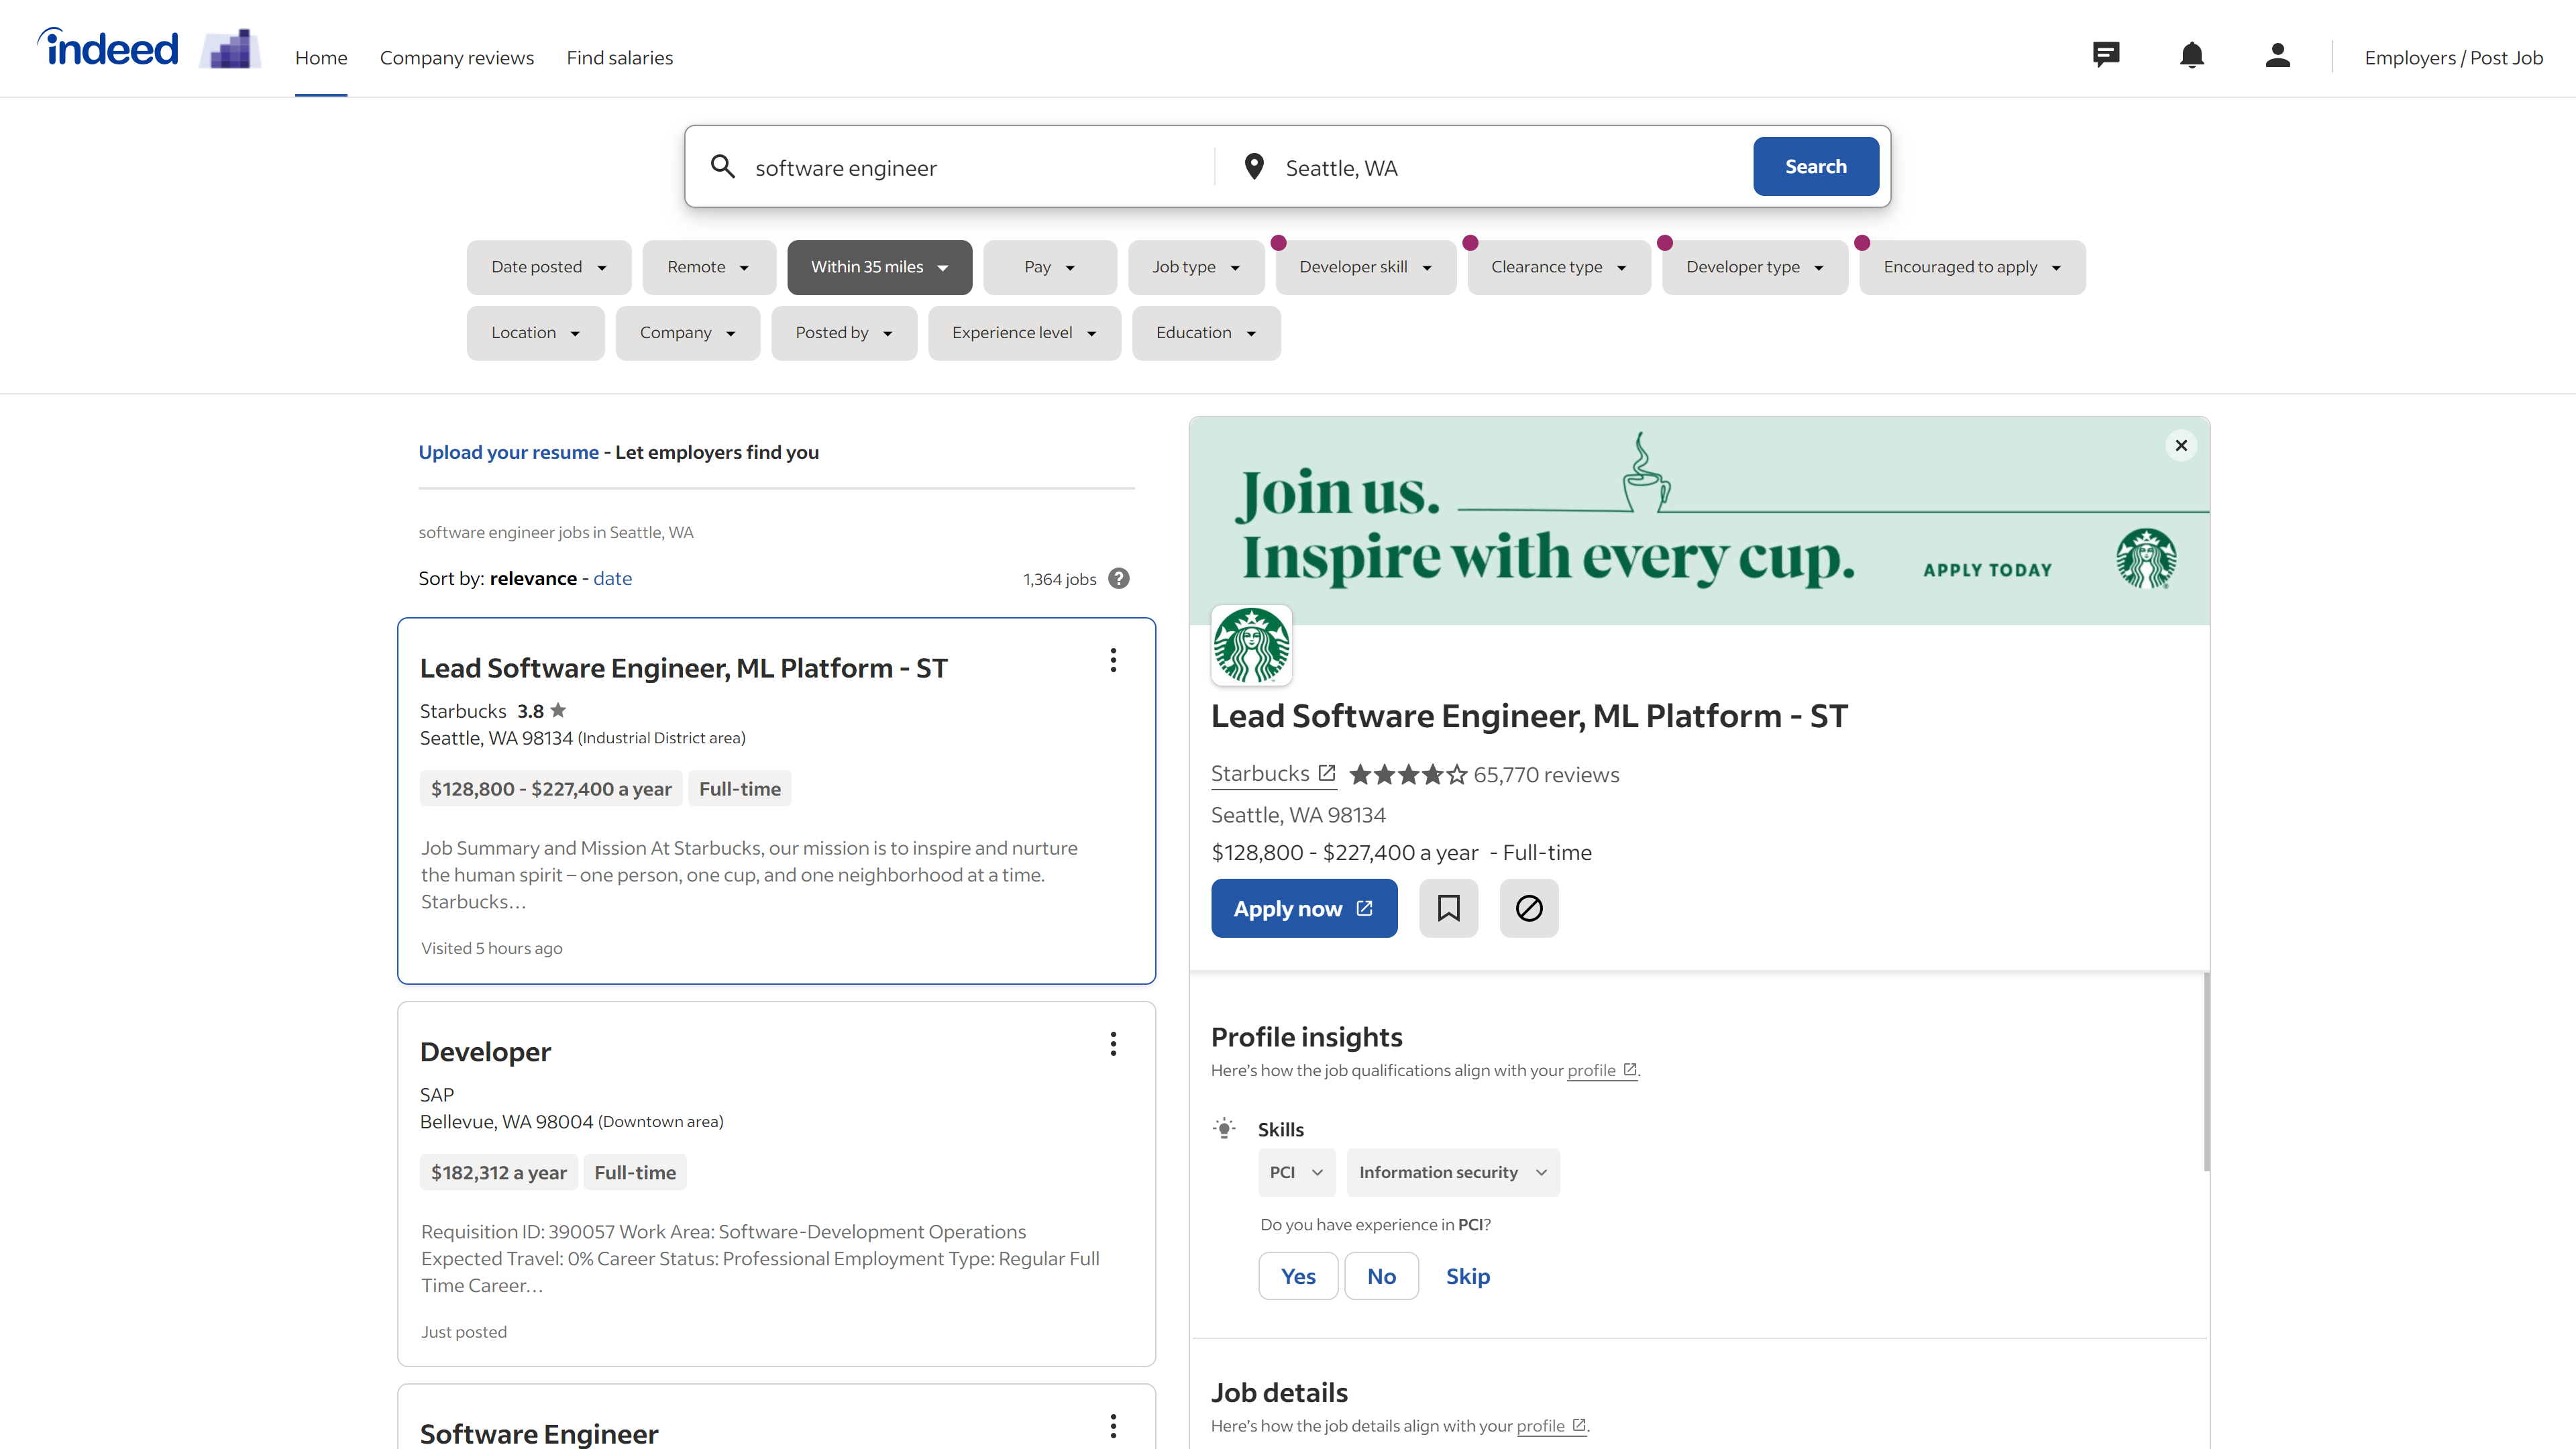 indeed
Home
Company reviews
Find salaries
Employers / Post Job
software engineer
Seattle, WA
Search
Date posted
Remote
Within 35 miles
Pay
Job type
Developer skill
Clearance type
Developer type
Encouraged to apply
Location
Company
Posted by
Experience level
Education
Upload your resume - Let employers find you
software engineer jobs in Seattle, WA
Sort by: relevance - date
1,364 jobs ?
Lead Software Engineer, ML Platform - ST
Starbucks 3.8
Seattle, WA 98134 (Industrial District area)
$128,800 - $227,400 a year
Full-time
Job Summary and Mission At Starbucks, our mission is to inspire and nurture
the human spirit – one person, one cup, and one neighborhood at a time.
Starbucks…
Visited 5 hours ago
Developer
SAP
Bellevue, WA 98004 (Downtown area)
$182,312 a year
Full-time
Requisition ID: 390057 Work Area: Software-Development Operations
Expected Travel: 0% Career Status: Professional Employment Type: Regular Full
Time Career…
Just posted
Software Engineer
Join us.
Inspire with every cup.
APPLY TODAY
Lead Software Engineer, ML Platform - ST
Starbucks
65,770 reviews
Seattle, WA 98134
$128,800 - $227,400 a year - Full-time
Apply now
Profile insights
Here’s how the job qualifications align with your profile.
Skills
PCI
Information security
Do you have experience in PCI?
Yes
No
Skip
Job details
Here’s how the job details align with your profile.